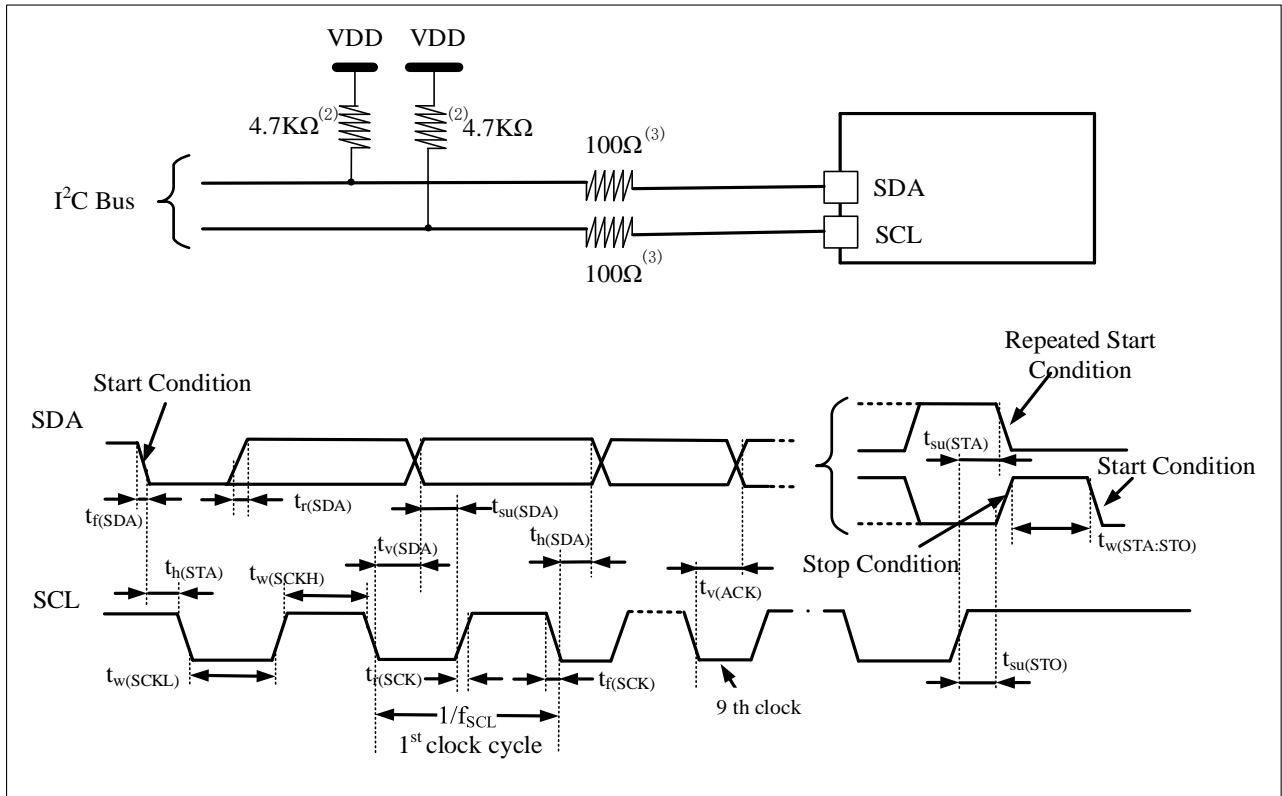 VDD VDD
4.7KΩ(2) (2)4.7KΩ
100Ω(3)
I2C Bus
SDA
SCL
100Ω(3)
Repeated Start
Condition
Start Condition
SDA
tsu(STA)
Start Condition
tf(SDA)
tr(SDA)
tsu(SDA)
tv(SDA)
th(SDA)
tw(STA:STO)
Stop Condition
th(STA)
tw(SCKH)
tv(ACK)
SCL
tw(SCKL)
tr(SCK)
tf(SCK)
tsu(STO)
9 th clock
1/fSCL
1st clock cycle